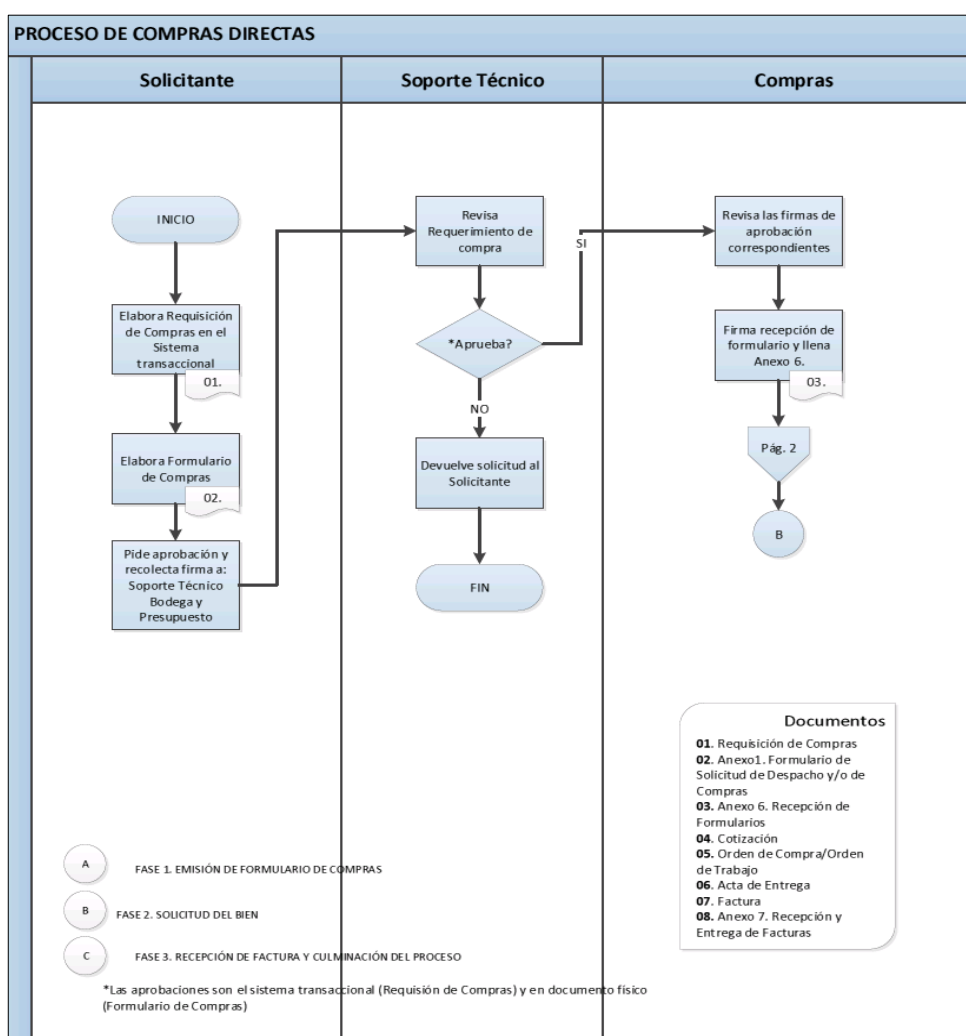 PROCESO DE COMPRAS DIRECTAS
Solicitante
Soporte Técnico
Compras
INICIO
Elabora Requisición
de Compras en el
Sistema
transaccional
01.
Elabora Formulario
de Compras
02.
Pide aprobación y
recolecta firma a:
Soporte Técnico
Bodega y
Presupuesto
Revisa
Requerimiento de
compra
*Aprueba?
SI
NO
Devuelve solicitud al
Solicitante
FIN
Revisa las firmas de
aprobación
correspondientes
Firma recepción de
formulario y llena
Anexo 6.
03.
Pág. 2
B
Documentos
01. Requisición de Compras
02. Anexo1. Formulario de
Solicitud de Despacho y/o de
Compras
03. Anexo 6. Recepción de
Formularios
04. Cotización
05. Orden de Compra/Orden
de Trabajo
06. Acta de Entrega
07. Factura
08. Anexo 7. Recepción y
Entrega de Facturas
A FASE 1. EMISIÓN DE FORMULARIO DE COMPRAS
B FASE 2. SOLICITUD DEL BIEN
C FASE 3. RECEPCIÓN DE FACTURA Y CULMINACIÓN DEL PROCESO
*Las aprobaciones son el sistema transaccional (Requisión de Compras) y en documento físico
(Formulario de Compras)